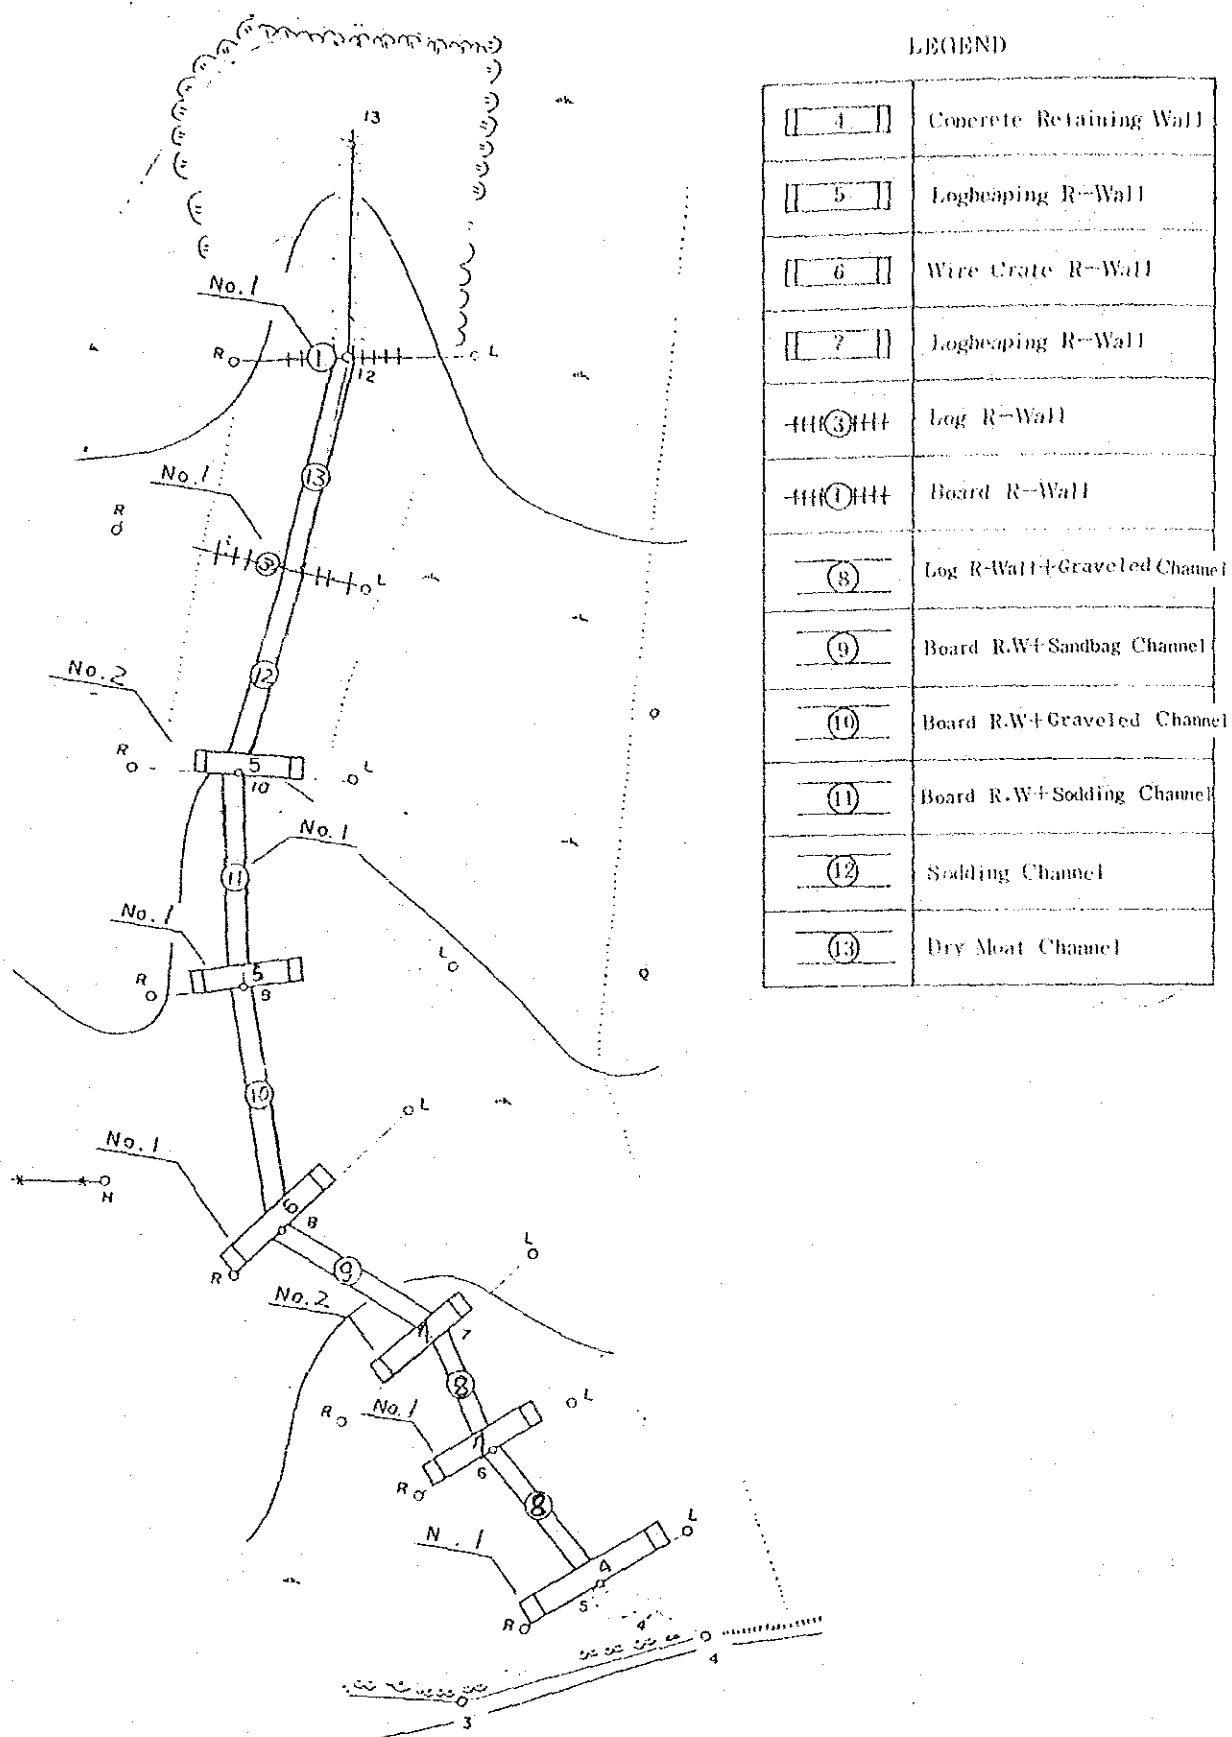 LEGEND
4 Concrete Retaining Wall
5 Logheaping R-Wall
6 Wire Crate R-Wall
7 Logheaping R-Wall
3 Log R-Wall
1 Board R-Wall
8 Log R-Wall+Graveled Channel
9 Board R.W+Sandbag Channel
10 Board R.W+Graveled Channel
11 Board R.W+Sodding Channel
12 Sodding Channel
13 Dry Moat Channel
13
No.1
R 1 L
12
13
No.1
R
3 L
12
No.2
R 5 L
10
No.1
11
No.1
L
R 5
9
10
L
No.1
H
6
8
R
L
9
No.2
7
7
8
L
R No.1
7
6
R
8
L
N . 1
4
5
R
4
4
3